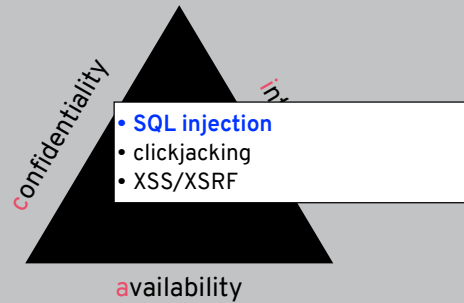 confidentiality
• SQL injection
• clickjacking
• XSS/XSRF
availability